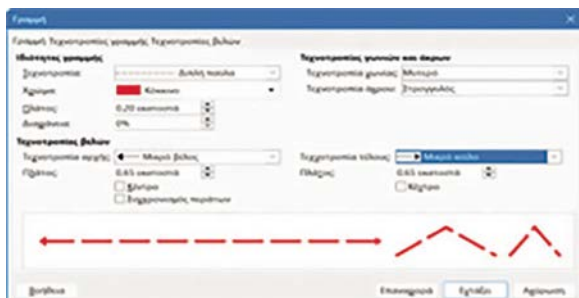 Γραμμή
Γραμμή Τεχνοτροπίες γραμμής Τεχνοτροπίες βελών
Ιδιότητες γραμμής Τεχνοτροπίες γωνιών και άκρων
Τεχνοτροπία: Διπλή παύλα Τεχνοτροπία γωνίας: Μυτερό
Χρώμα: Κόκκινο Τεχνοτροπία άκρου: Στρογγυλός
Πλάτος: 0.20 εκατοστά
Διαφάνεια: 0%
Τεχνοτροπίες βελών
Τεχνοτροπία αρχής: Μικρό βέλος Τεχνοτροπία τέλους: Μικρό
Πλάτος: 0.65 εκατοστά Πλάτος: 0.65 εκατοστά
Κέντρο Κέντρο
Συγχρονισμός περάτων
Βοήθεια Επαναφορά Εντάξει Ακύρωση